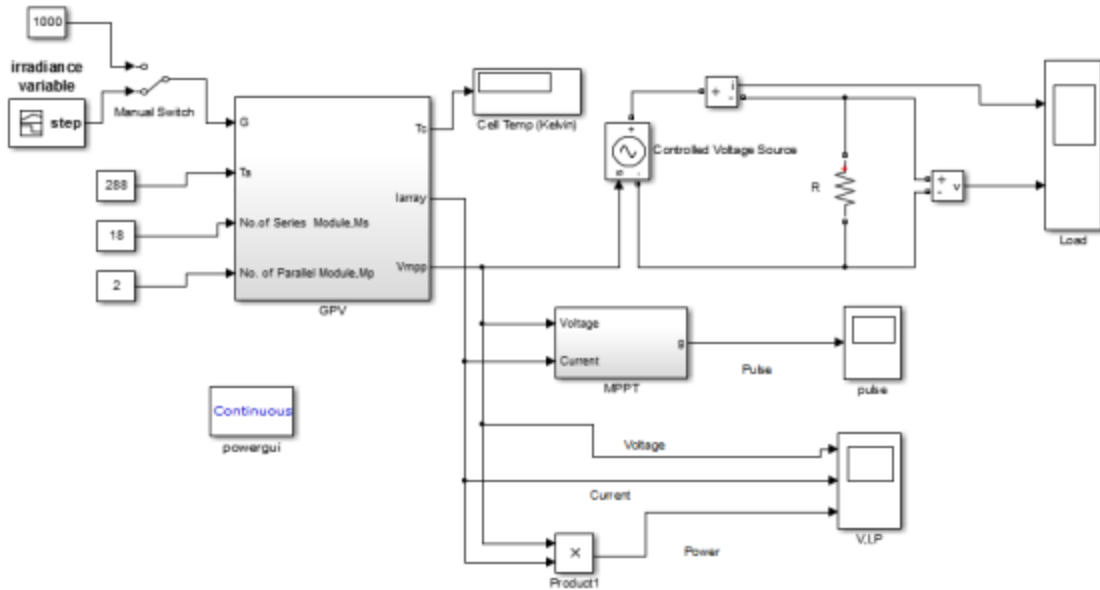 1000
irradiance
variable
step
Manual Switch
288
18
2
G
Ta
No.of Series Module,Ms
No. of Parallel Module,Mp
Tc
Iarray
Vmpp
GPV
Cell Temp (Kelvin)
Controlled Voltage Source
+
-
s
+
i
-
R
+
-
v
Load
Voltage
Current
g
MPPT
Pulse
pulse
Continuous
powergui
Voltage
Current
Power
×
Product1
V,I,P